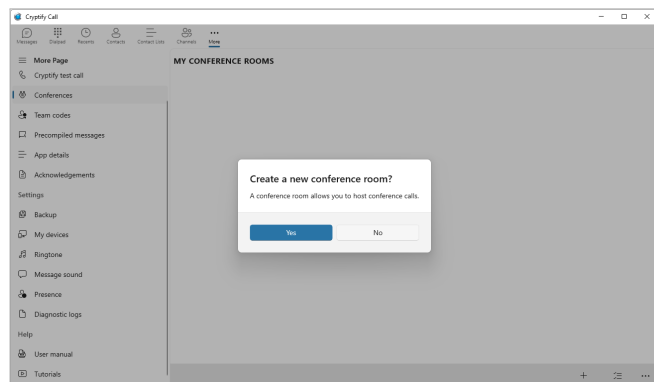 Cryptify Call
Messages Dialpad Recents Contacts Contact Lists Channels More
More Page
MY CONFERENCE ROOMS
Cryptify test call
Conferences
Team codes
Precompiled messages
App details
Acknowledgements
Settings
Backup
My devices
Ringtone
Message sound
Presence
Diagnostic logs
Help
User manual
Tutorials
Create a new conference room?
A conference room allows you to host conference calls.
Yes No